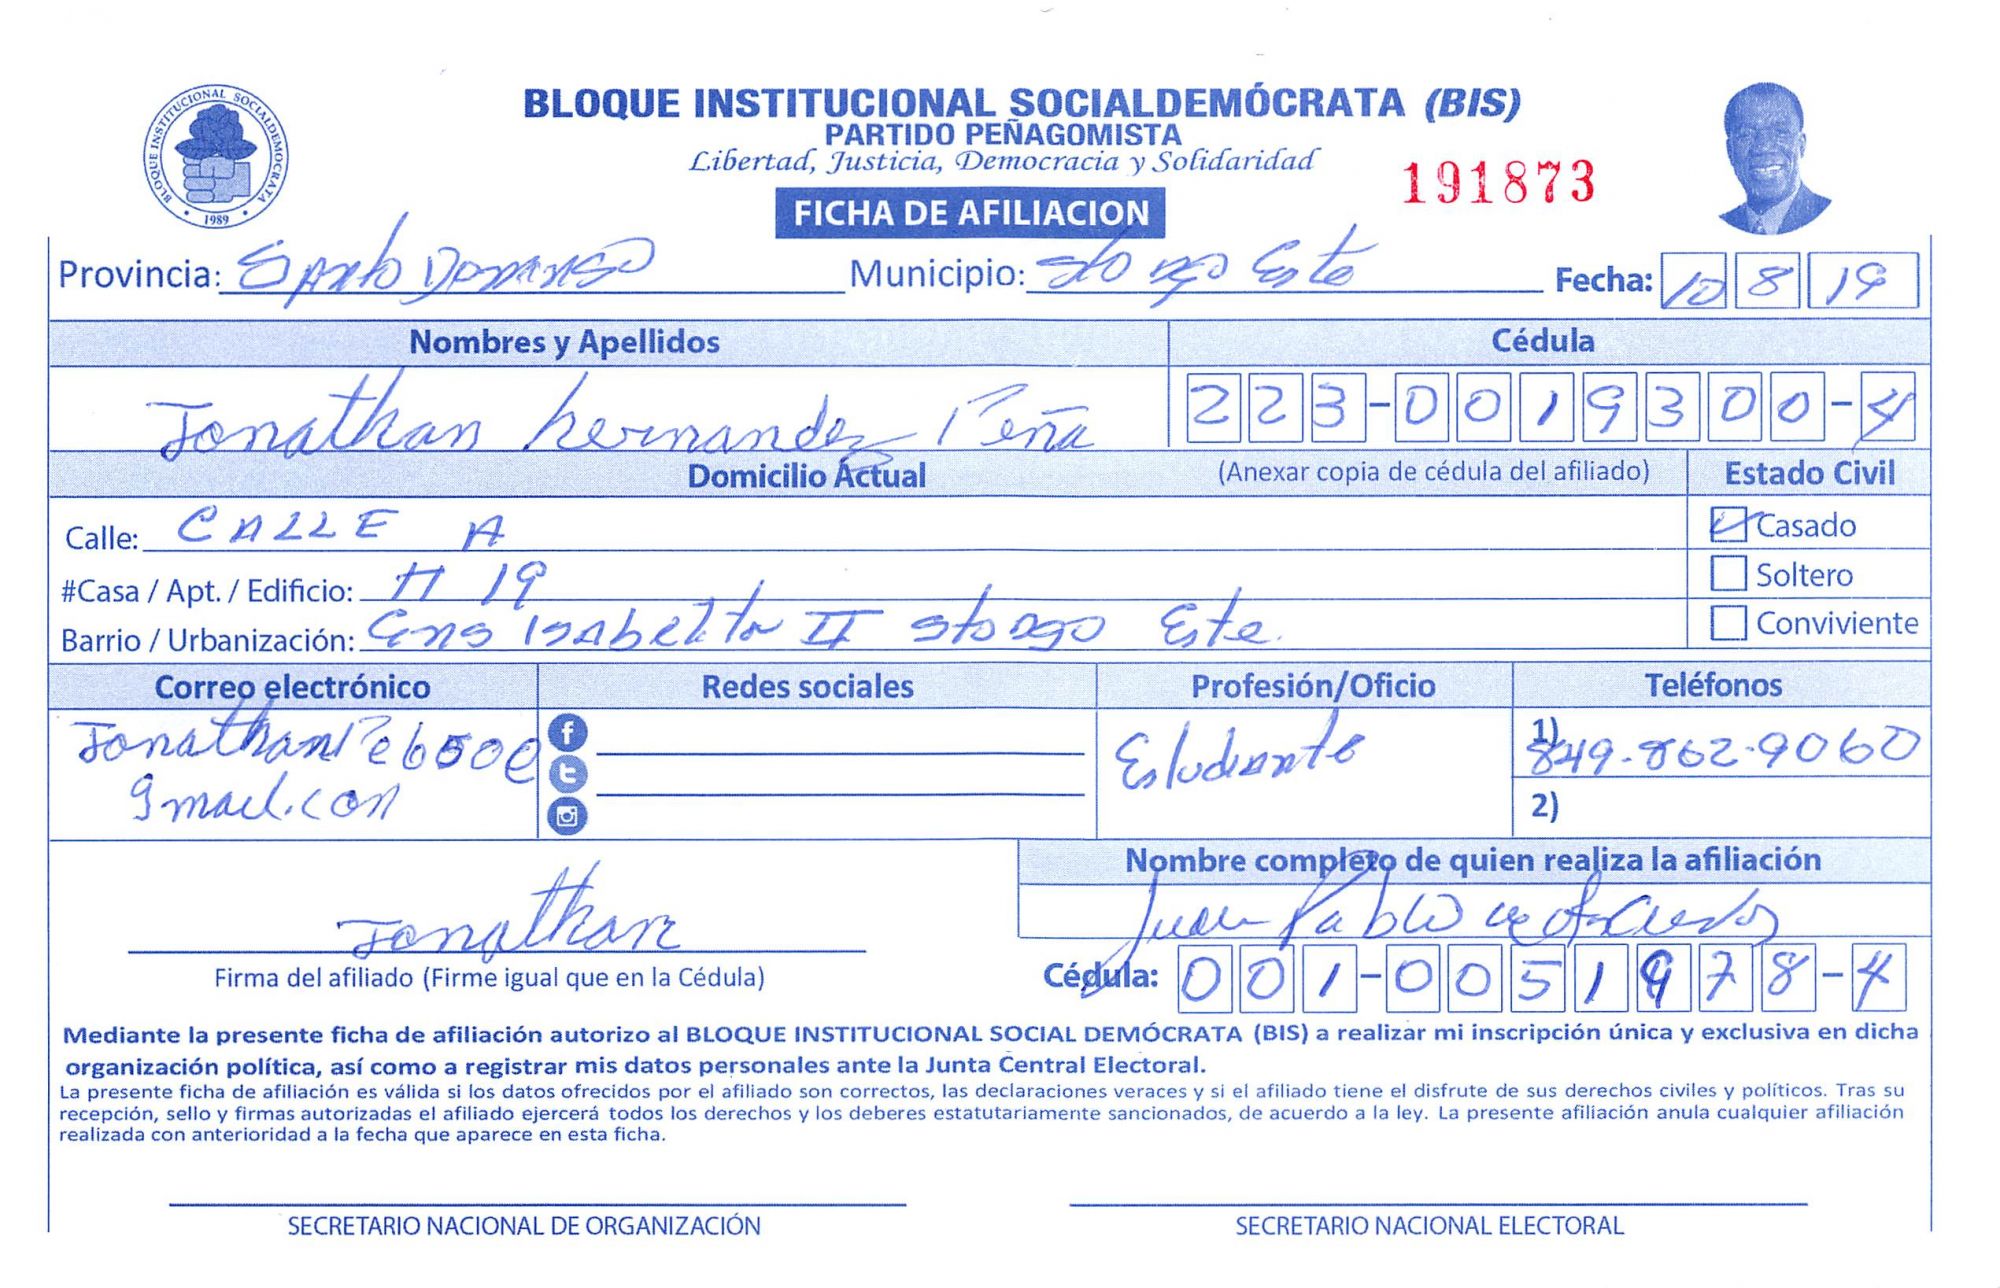 BLOQUE INSTITUCIONAL SOCIALDEMÓCRATA
1989
BLOQUE INSTITUCIONAL SOCIALDEMÓCRATA (BIS)
PARTIDO PEÑAGOMISTA
Libertad, Justicia, Democracia y Solidaridad
191873
FICHA DE AFILIACION
Provincia: Santo Domingo Municipio: Sto Dgo Este Fecha: 10 8 19
Nombres y Apellidos Cédula
Jonathan hernandez Peña 223-0019300-4
Domicilio Actual (Anexar copia de cédula del afiliado) Estado Civil
Calle: CALLE A Casado
#Casa / Apt. / Edificio: # 19 Soltero
Barrio / Urbanización: Ens Isabelita II Sto Dgo Este. Conviviente
Correo electrónico Redes sociales Profesión/Oficio Teléfonos
JonathanPe650@ Estudiante 1) 849-862-9060
gmail.com 2)
Nombre completo de quien realiza la afiliación
Jonathan Juan Pablo
Firma del afiliado (Firme igual que en la Cédula) Cédula: 001-0051978-4
Mediante la presente ficha de afiliación autorizo al BLOQUE INSTITUCIONAL SOCIAL DEMÓCRATA (BIS) a realizar mi inscripción única y exclusiva en dicha
organización política, así como a registrar mis datos personales ante la Junta Central Electoral.
La presente ficha de afiliación es válida si los datos ofrecidos por el afiliado son correctos, las declaraciones veraces y si el afiliado tiene el disfrute de sus derechos civiles y políticos. Tras su
recepción, sello y firmas autorizadas el afiliado ejercerá todos los derechos y los deberes estatutariamente sancionados, de acuerdo a la ley. La presente afiliación anula cualquier afiliación
realizada con anterioridad a la fecha que aparece en esta ficha.
SECRETARIO NACIONAL DE ORGANIZACIÓN SECRETARIO NACIONAL ELECTORAL